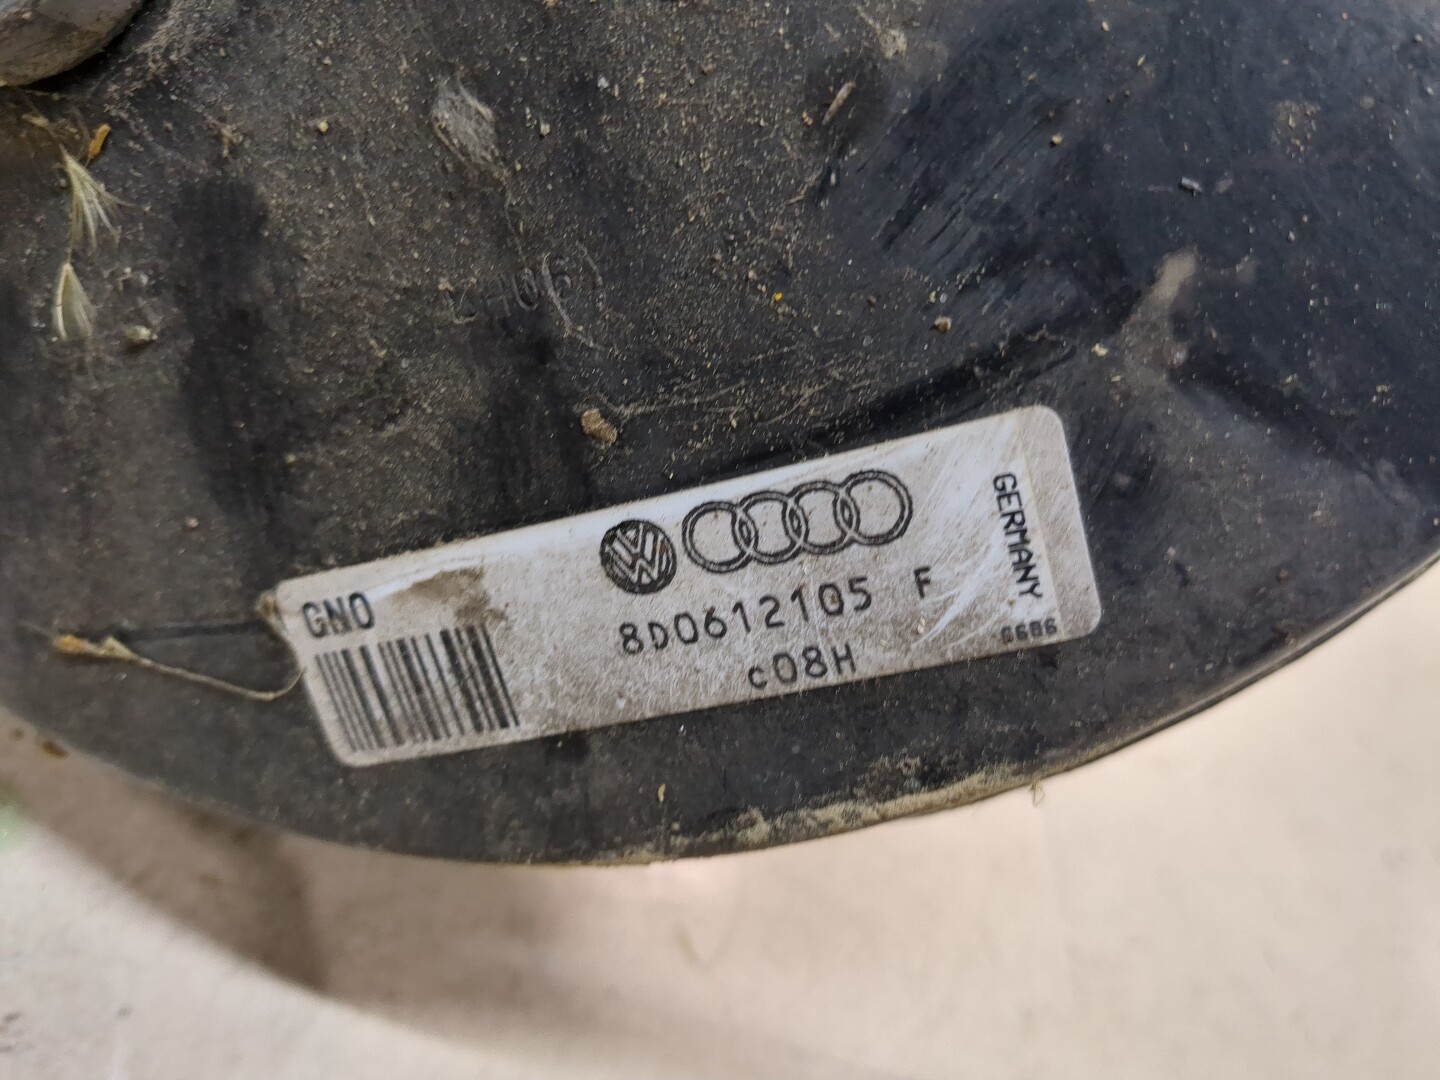 GNO
8D0612105 F
c08H
GERMANY